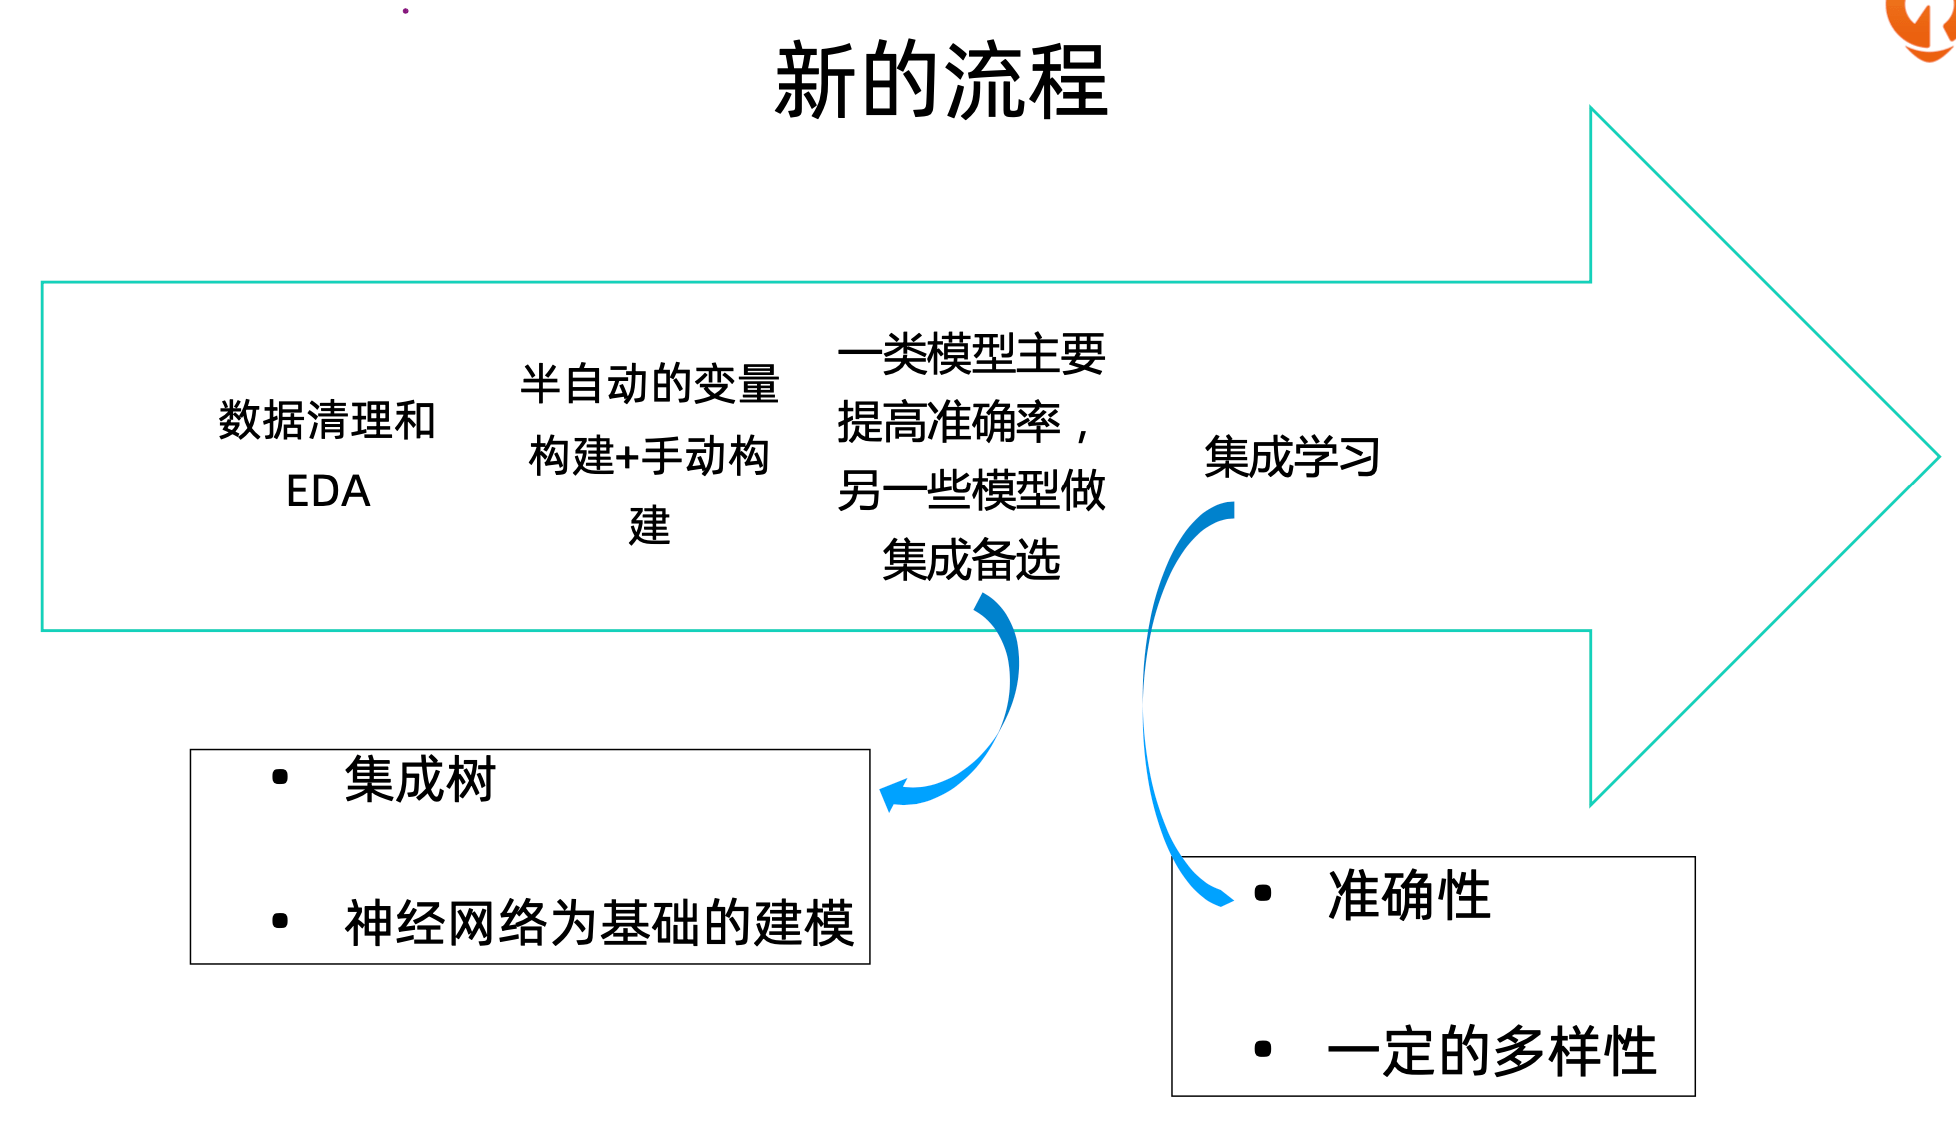 新的流程
数据清理和
EDA
半自动的变量
构建+手动构
建
一类模型主要
提高准确率，
另一些模型做
集成备选
集成学习
• 集成树
• 神经网络为基础的建模
• 准确性
• 一定的多样性